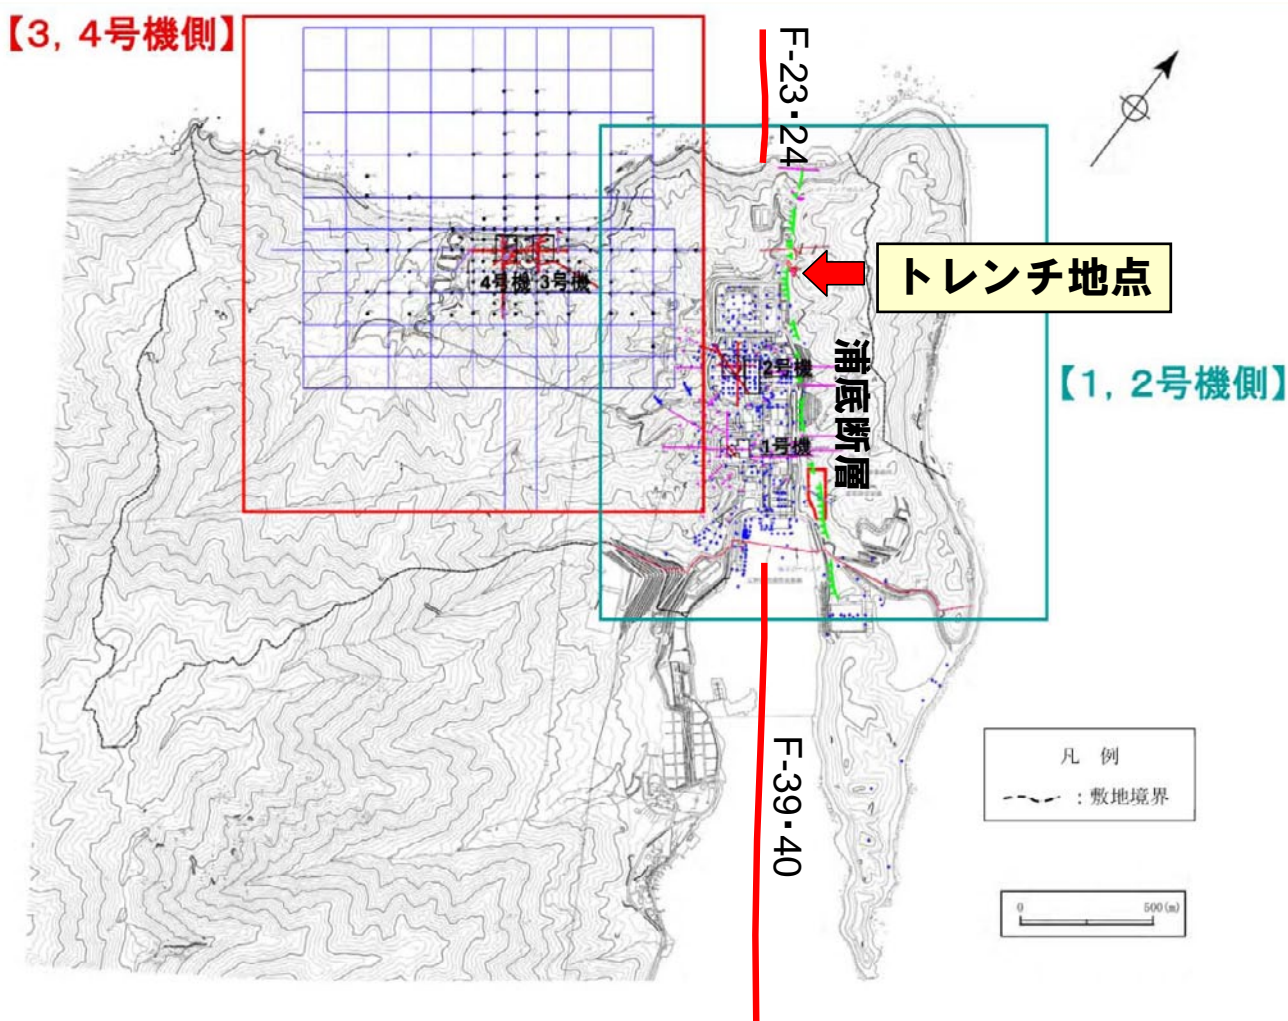 【3, 4号機側】
F-23・24
トレンチ地点
4号機
3号機
浦底断層
2号機
【1, 2号機側】
1号機
F-39・40
凡 例
：敷地境界
0
500(m)